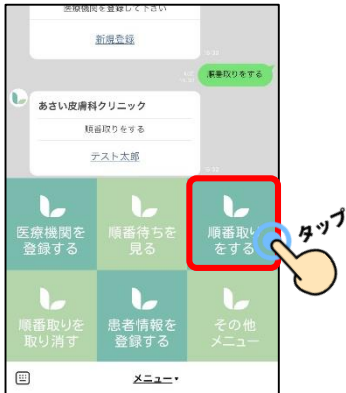 医療機関を登録して下さい
新規登録
順番取りをする
あさい皮膚科クリニック
順番取りをする
テスト太郎
医療機関を
登録する
順番待ちを
見る
順番取り
をする
タップ
順番取りを
取り消す
患者情報を
登録する
その他
メニュー
メニュー▾